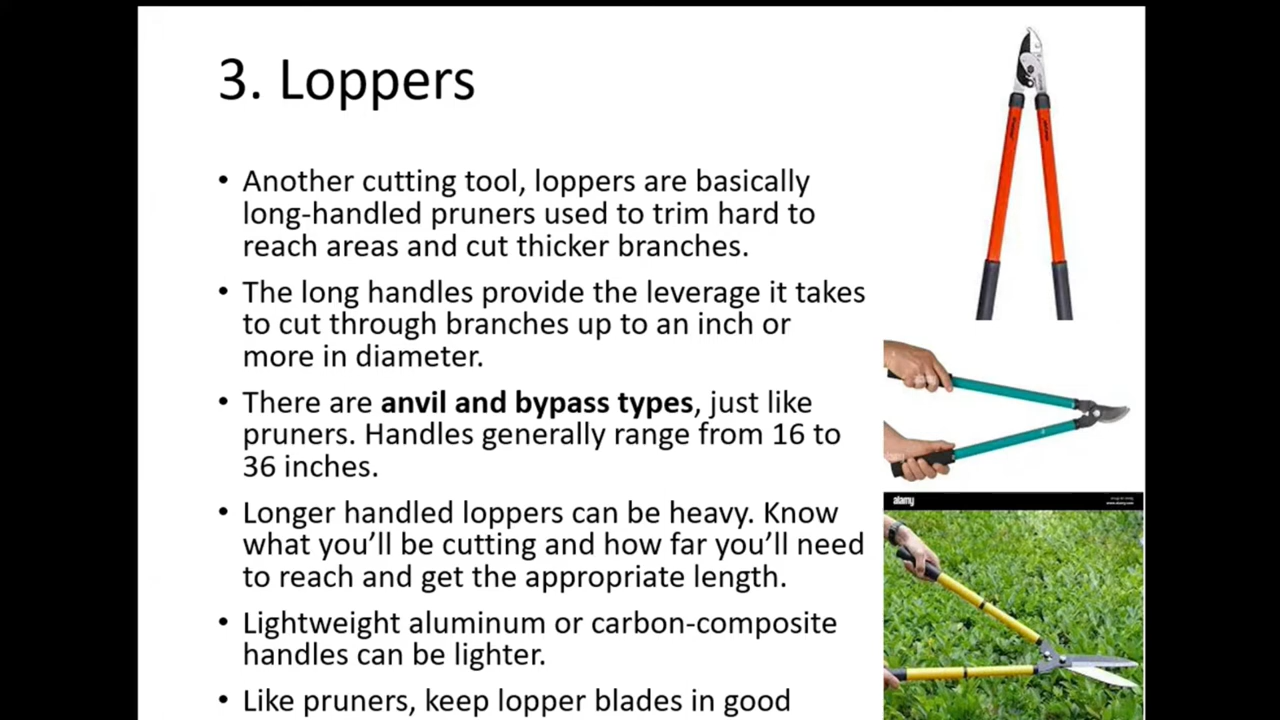 3. Loppers
• Another cutting tool, loppers are basically
long-handled pruners used to trim hard to
reach areas and cut thicker branches.
• The long handles provide the leverage it takes
to cut through branches up to an inch or
more in diameter.
• There are anvil and bypass types, just like
pruners. Handles generally range from 16 to
36 inches.
• Longer handled loppers can be heavy. Know
what you’ll be cutting and how far you’ll need
to reach and get the appropriate length.
• Lightweight aluminum or carbon-composite
handles can be lighter.
• Like pruners, keep lopper blades in good
alamy